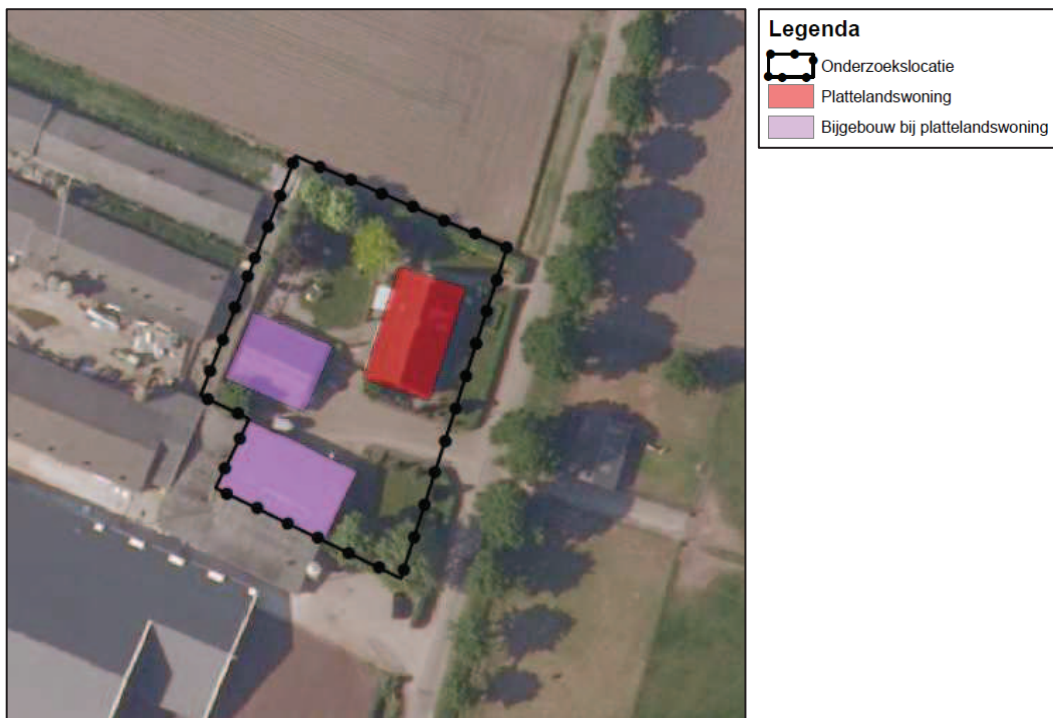 Legenda
Onderzoekslocatie
Plattelandswoning
Bijgebouw bij plattelandswoning